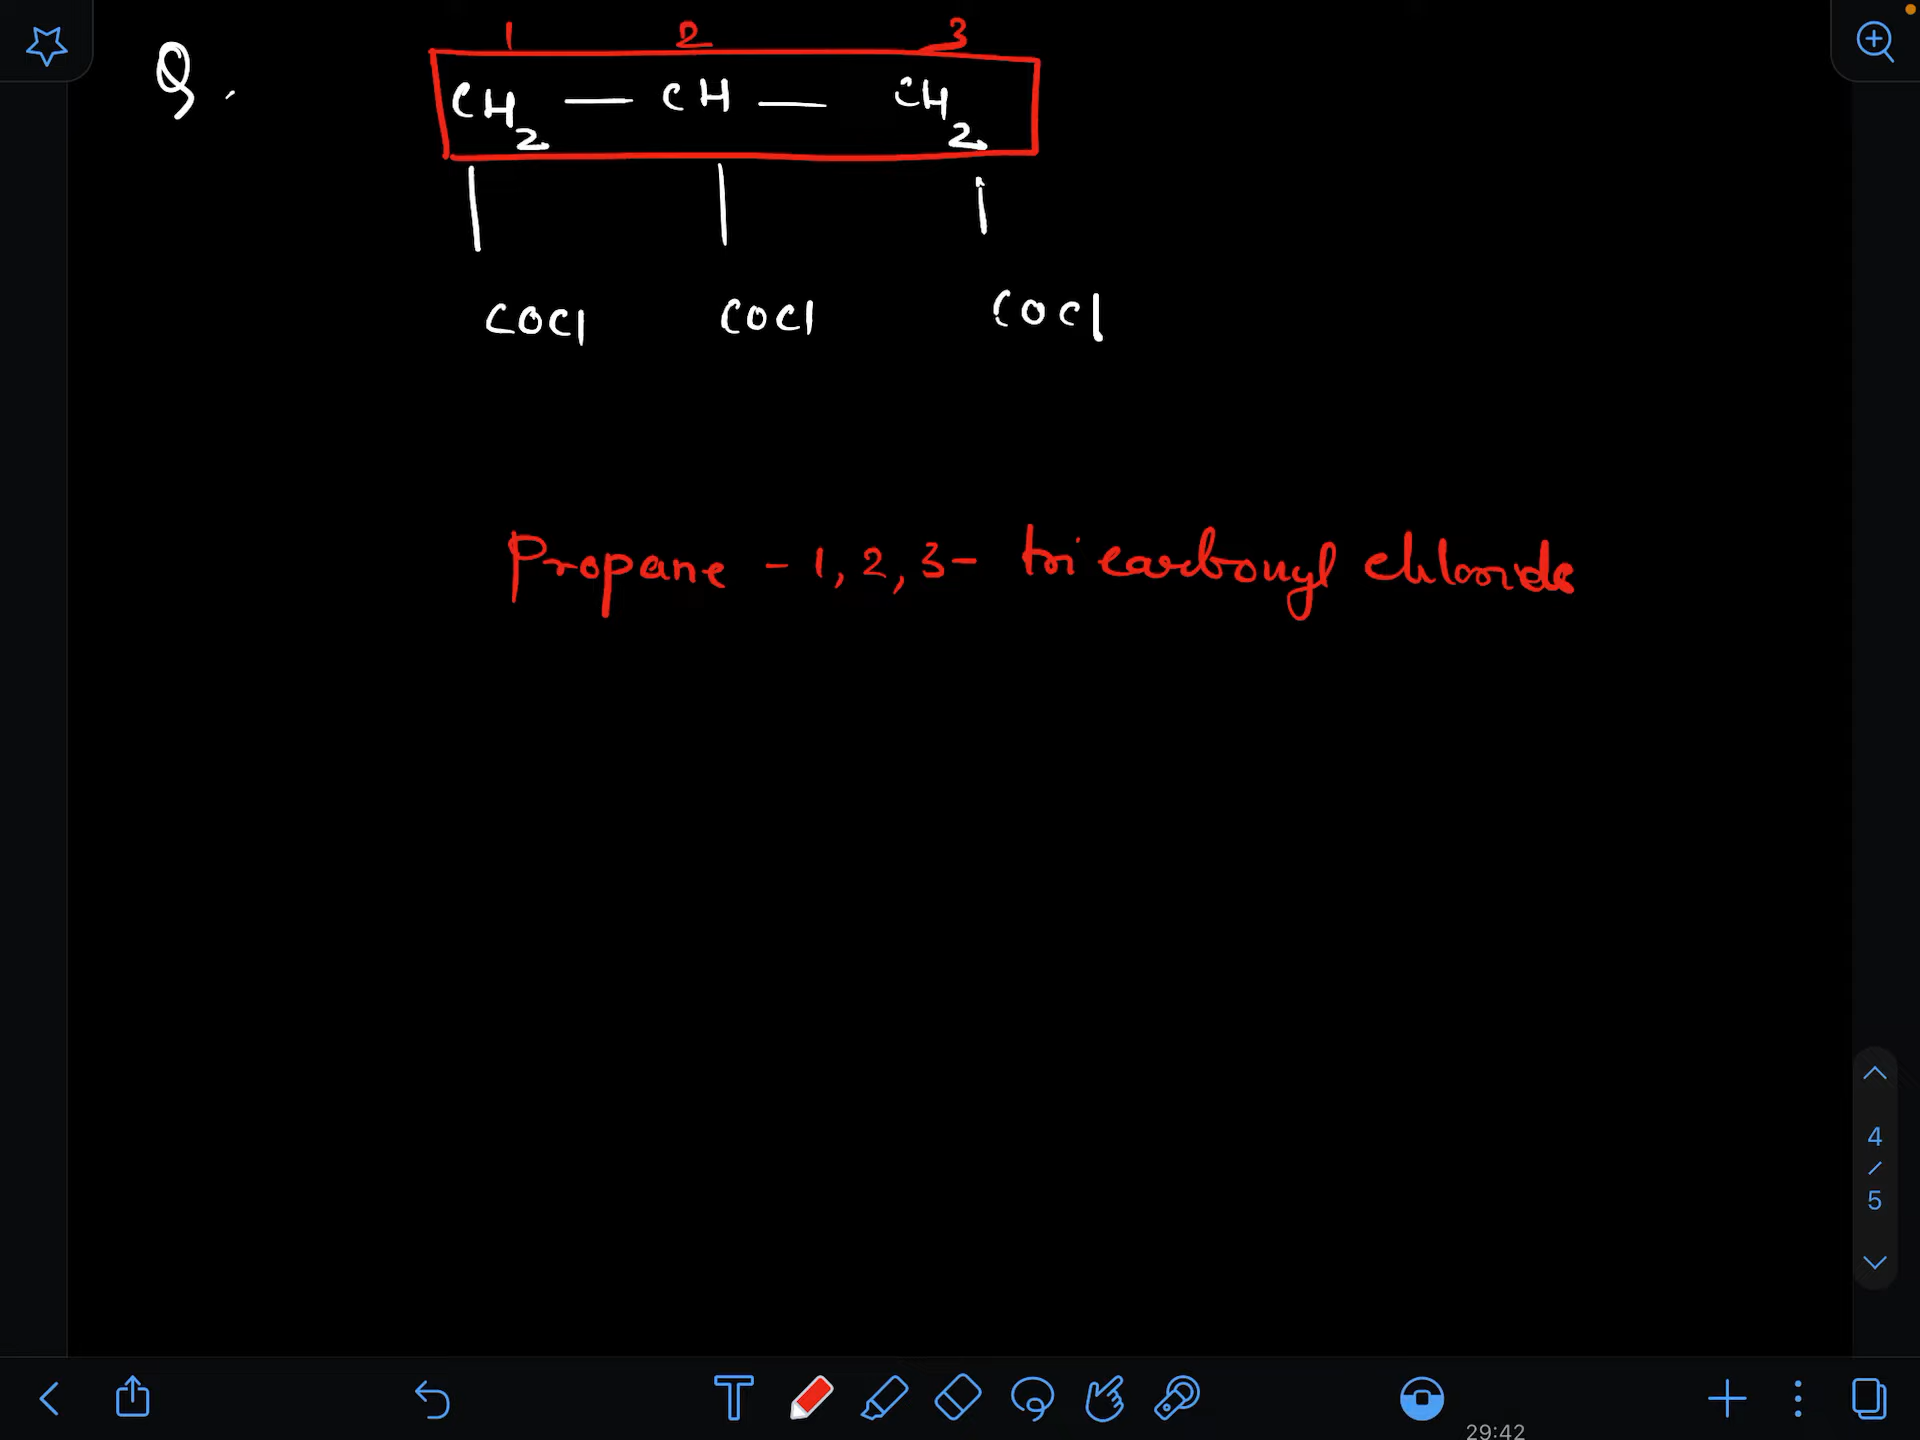 1 2 3
Q. CH2 — CH — CH2
COCl COCl COCl
Propane - 1, 2, 3 - tri carbonyl chloride
4
/
5
T
29:42